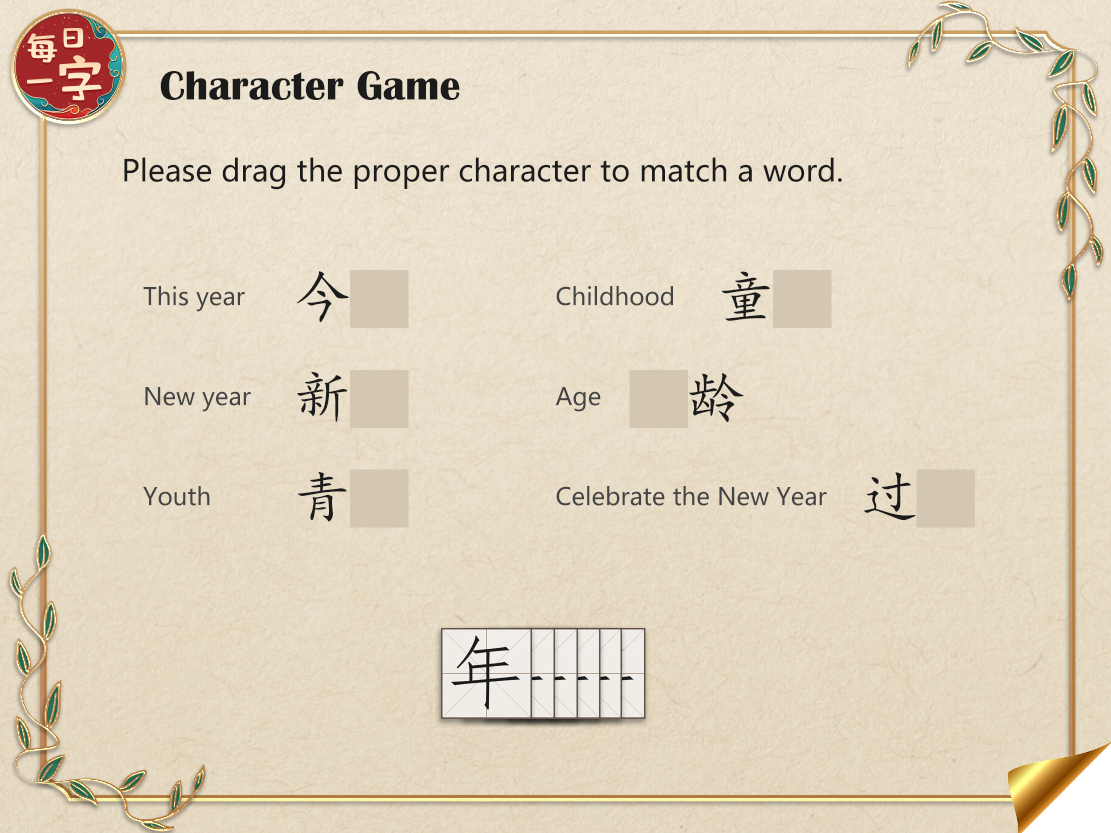 每日
一字
Character Game
Please drag the proper character to match a word.
This year 今
Childhood 童
New year 新
Age 龄
Youth 青
Celebrate the New Year 过
年